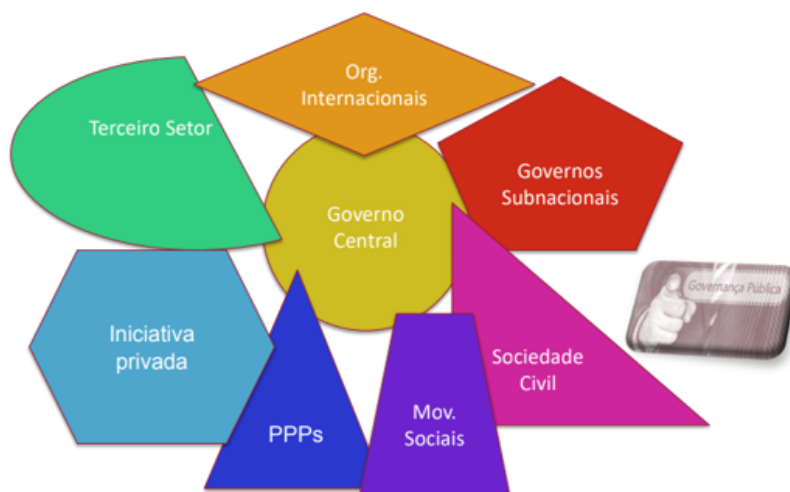 Org.
Internacionais
Terceiro Setor
Governos
Subnacionais
Governo
Central
Governança Pública
Iniciativa
privada
Sociedade
Civil
PPPs
Mov.
Sociais